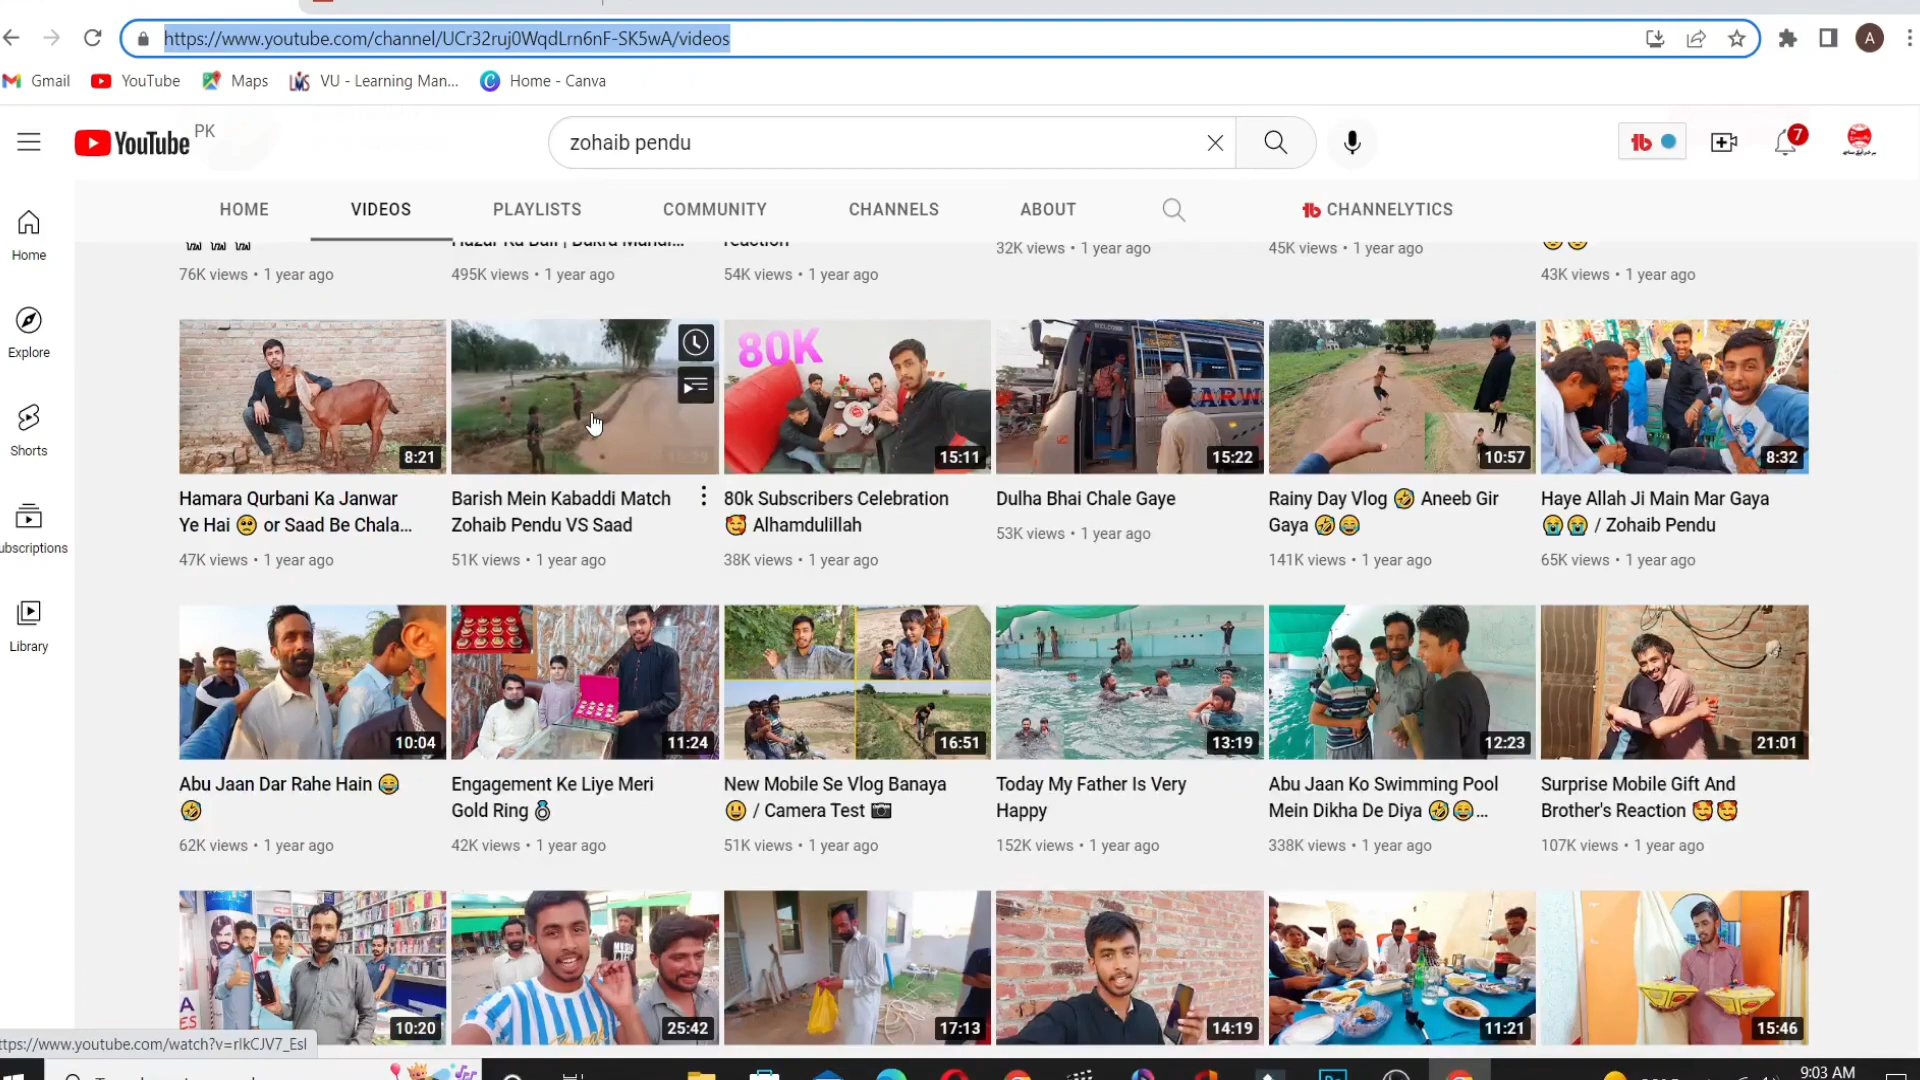 https://www.youtube.com/channel/UCr32ruj0WqdLrn6nF-SK5wA/videos
A
Gmail
YouTube
Maps
VU - Learning Man...
Home - Canva
YouTube PK
zohaib pendu
7
HOME
VIDEOS
PLAYLISTS
COMMUNITY
CHANNELS
ABOUT
CHANNELYTICS
Home
Explore
Shorts
ubscriptions
Library
reaction
76K views • 1 year ago
495K views • 1 year ago
54K views • 1 year ago
32K views • 1 year ago
45K views • 1 year ago
43K views • 1 year ago
8:21
80K
15:11
WELCOME
15:22
10:57
8:32
Hamara Qurbani Ka Janwar
Ye Hai 🥺 or Saad Be Chala...
47K views • 1 year ago
Barish Mein Kabaddi Match
Zohaib Pendu VS Saad
51K views • 1 year ago
80k Subscribers Celebration
🥰 Alhamdulillah
38K views • 1 year ago
Dulha Bhai Chale Gaye
53K views • 1 year ago
Rainy Day Vlog 🤣 Aneeb Gir
Gaya 🤣😂
141K views • 1 year ago
Haye Allah Ji Main Mar Gaya
😭😭 / Zohaib Pendu
65K views • 1 year ago
10:04
11:24
16:51
13:19
12:23
21:01
Abu Jaan Dar Rahe Hain 😂
🤣
62K views • 1 year ago
Engagement Ke Liye Meri
Gold Ring 💍
42K views • 1 year ago
New Mobile Se Vlog Banaya
😃 / Camera Test 📷
51K views • 1 year ago
Today My Father Is Very
Happy
152K views • 1 year ago
Abu Jaan Ko Swimming Pool
Mein Dikha De Diya 🤣😂...
338K views • 1 year ago
Surprise Mobile Gift And
Brother's Reaction 🥰🥰
107K views • 1 year ago
10:20
25:42
17:13
14:19
11:21
15:46
ttps://www.youtube.com/watch?v=rIkCJV7_EsI
9:03 AM